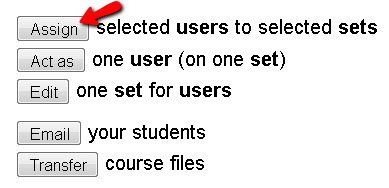 Assign selected users to selected sets
Act as one user (on one set)
Edit one set for users
Email your students
Transfer course files